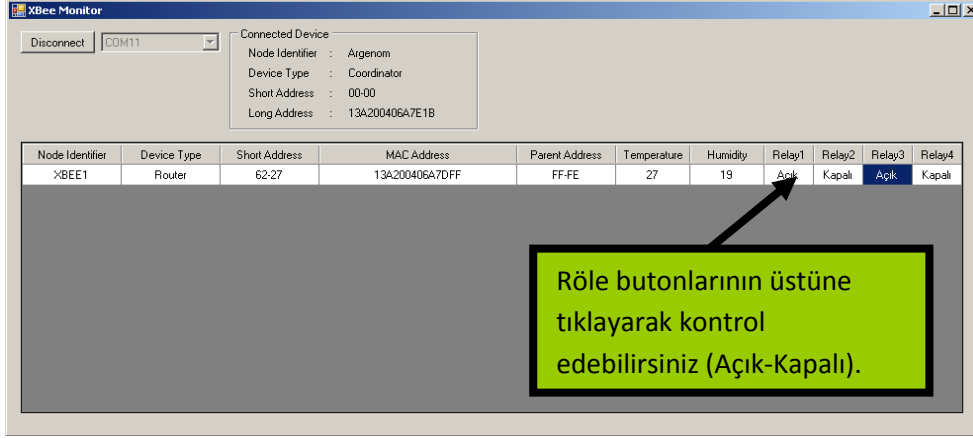 XBee Monitor
Disconnect COM11
Connected Device
Node Identifier : Argenom
Device Type : Coordinator
Short Address : 00-00
Long Address : 13A200406A7E1B
Node Identifier Device Type Short Address MAC Address Parent Address Temperature Humidity Relay1 Relay2 Relay3 Relay4
XBEE1 Router 62-27 13A200406A7DFF FF-FE 27 19 Açık Kapalı Açık Kapalı
Röle butonlarının üstüne
tıklayarak kontrol
edebilirsiniz (Açık-Kapalı).